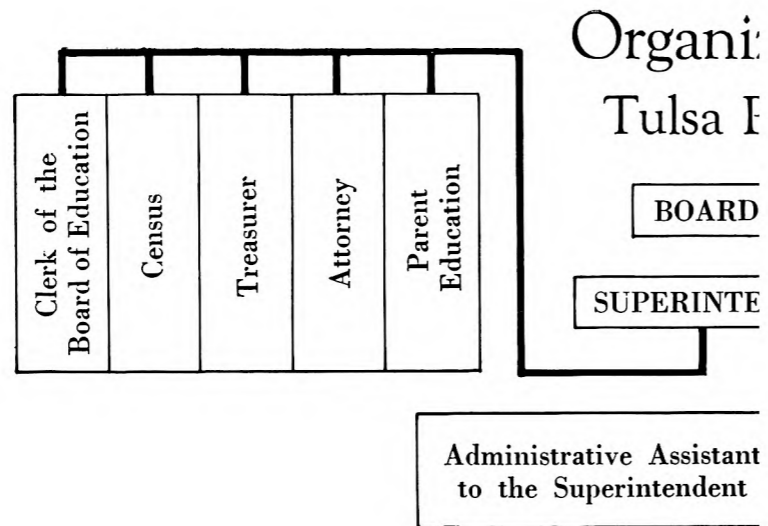 Organi
Tulsa
BOARD
SUPERINTE
Clerk of the
Board of Education
Census
Treasurer
Attorney
Parent
Education
Administrative Assistant
to the Superintendent